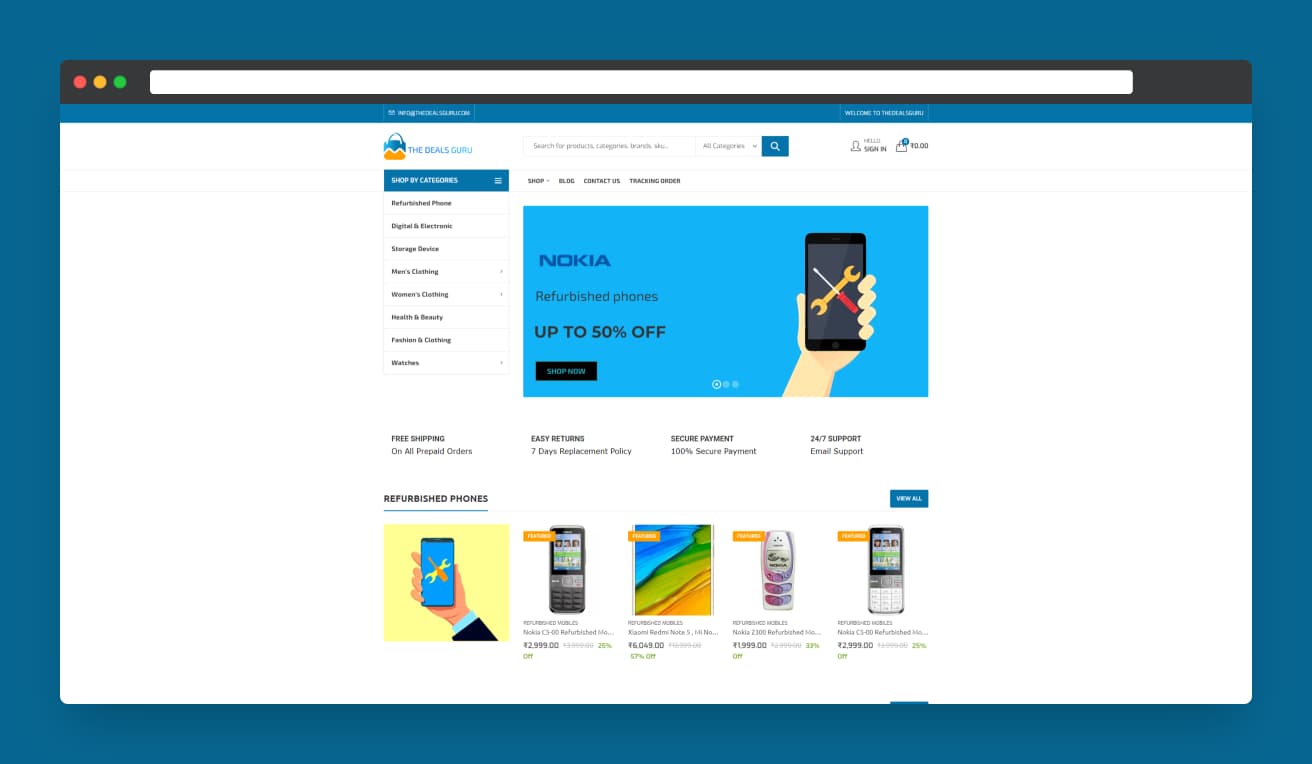 INFO@THEDEALSGURU.COM
WELCOME TO THEDEALSGURU
THE DEALS GURU
Search for products, categories, brands, sku...
All Categories
HELLO
SIGN IN
0
₹0.00
SHOP BY CATEGORIES
SHOP
BLOG
CONTACT US
TRACKING ORDER
Refurbished Phone
Digital & Electronic
Storage Device
Men's Clothing
Women's Clothing
Health & Beauty
Fashion & Clothing
Watches
NOKIA
Refurbished phones
UP TO 50% OFF
SHOP NOW
FREE SHIPPING
On All Prepaid Orders
EASY RETURNS
7 Days Replacement Policy
SECURE PAYMENT
100% Secure Payment
24/7 SUPPORT
Email Support
REFURBISHED PHONES
VIEW ALL
FEATURED
REFURBISHED MOBILES
Nokia C5-00 Refurbished Mo...
₹2,999.00 ₹3,999.00 25%
Off
FEATURED
REFURBISHED MOBILES
Xiaomi Redmi Note 5 , Mi No...
₹6,049.00 ₹13,999.00
57% Off
FEATURED
NOKIA
REFURBISHED MOBILES
Nokia 2300 Refurbished Mo...
₹1,999.00 ₹2,999.00 33%
Off
FEATURED
REFURBISHED MOBILES
Nokia C5-00 Refurbished Mo...
₹2,999.00 ₹3,999.00 25%
Off